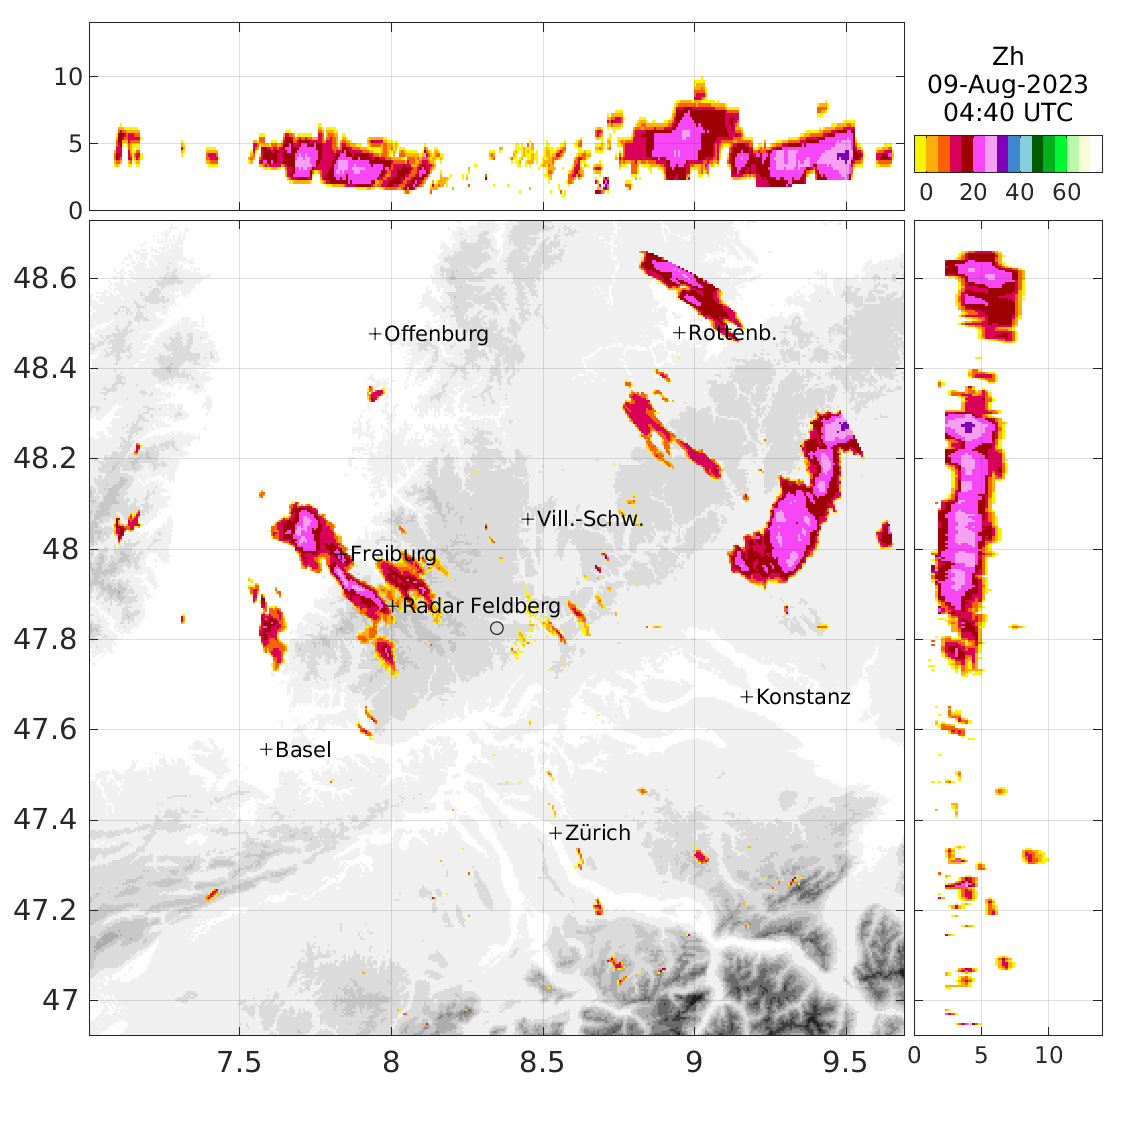 10
5
0
Zh
09-Aug-2023
04:40 UTC
0 20 40 60
48.6
48.4
48.2
48
47.8
47.6
47.4
47.2
47
+Offenburg
+Rottenb.
+Vill.-Schw.
+Freiburg
+Radar Feldberg
+Konstanz
+Basel
+Zürich
7.5 8 8.5 9 9.5
0 5 10